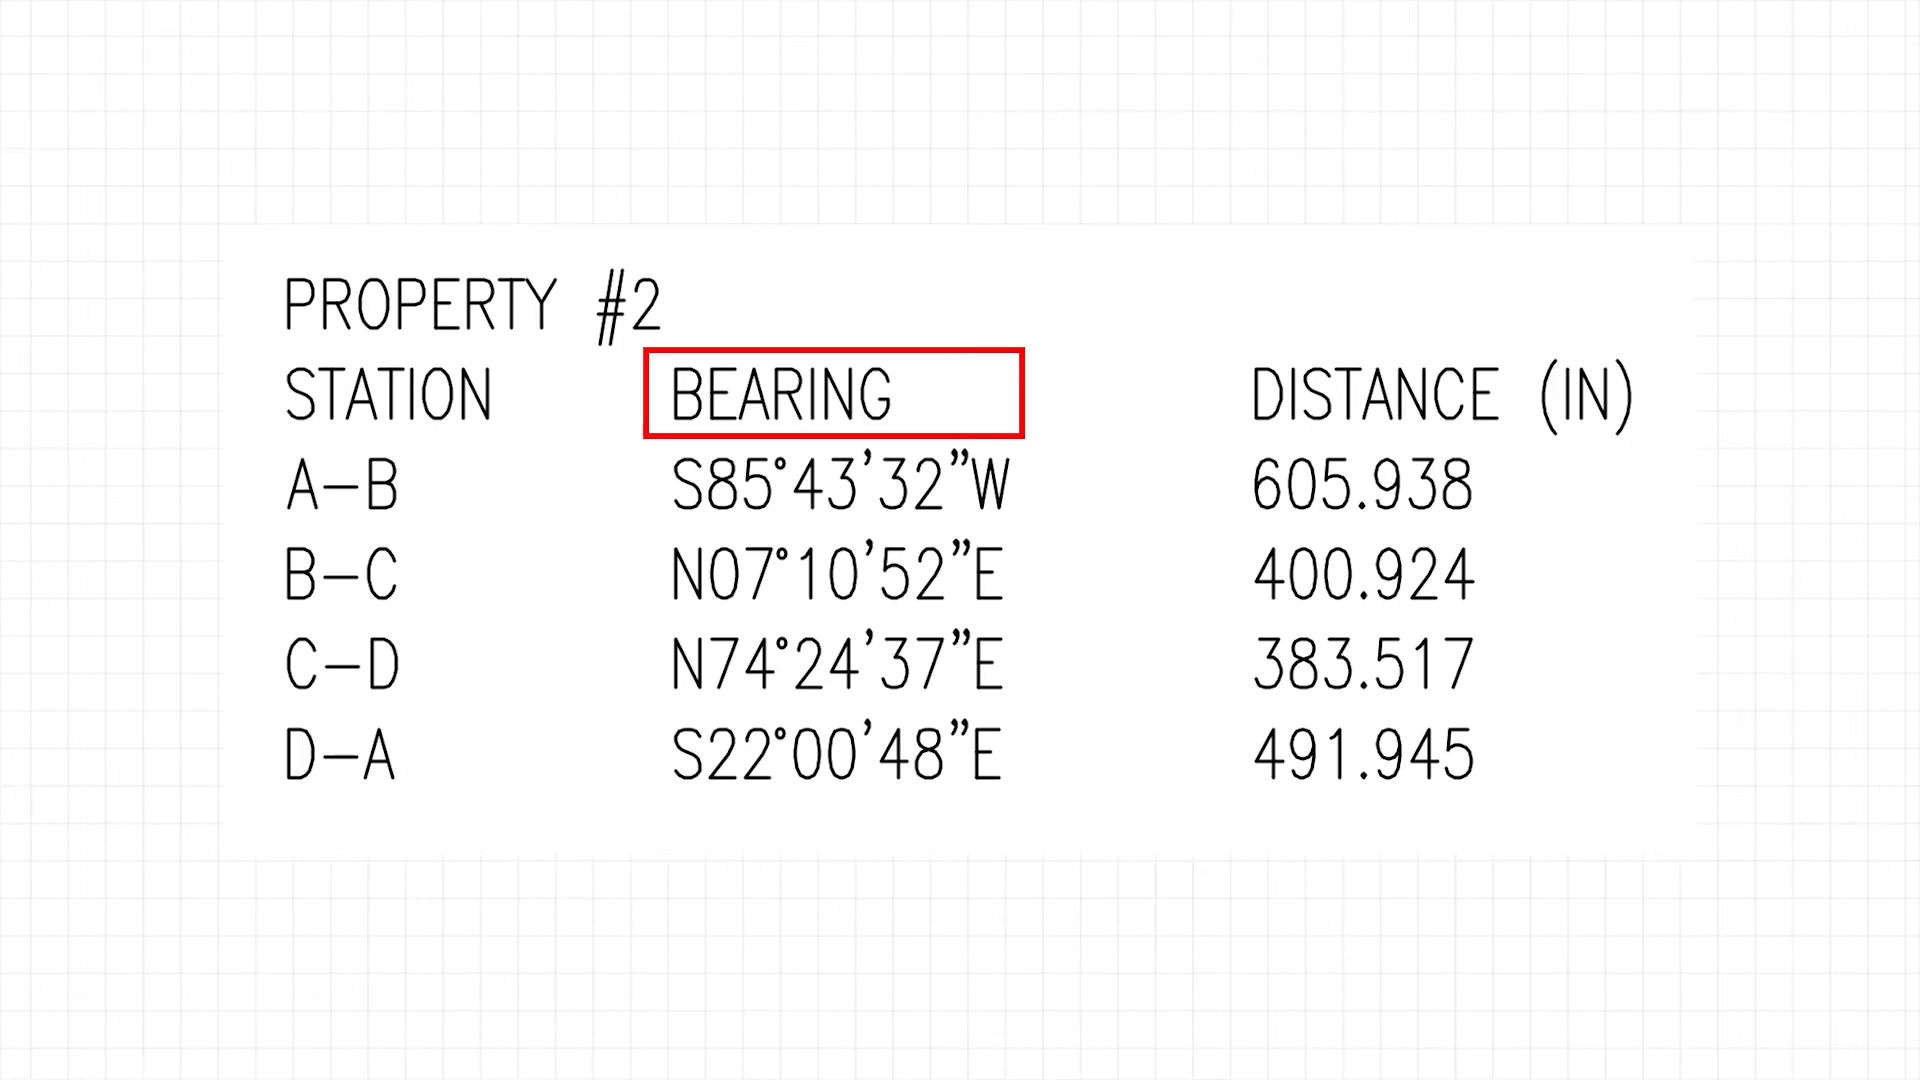 PROPERTY #2
STATION BEARING DISTANCE (IN)
A-B S85°43'32"W 605.938
B-C N07°10'52"E 400.924
C-D N74°24'37"E 383.517
D-A S22°00'48"E 491.945